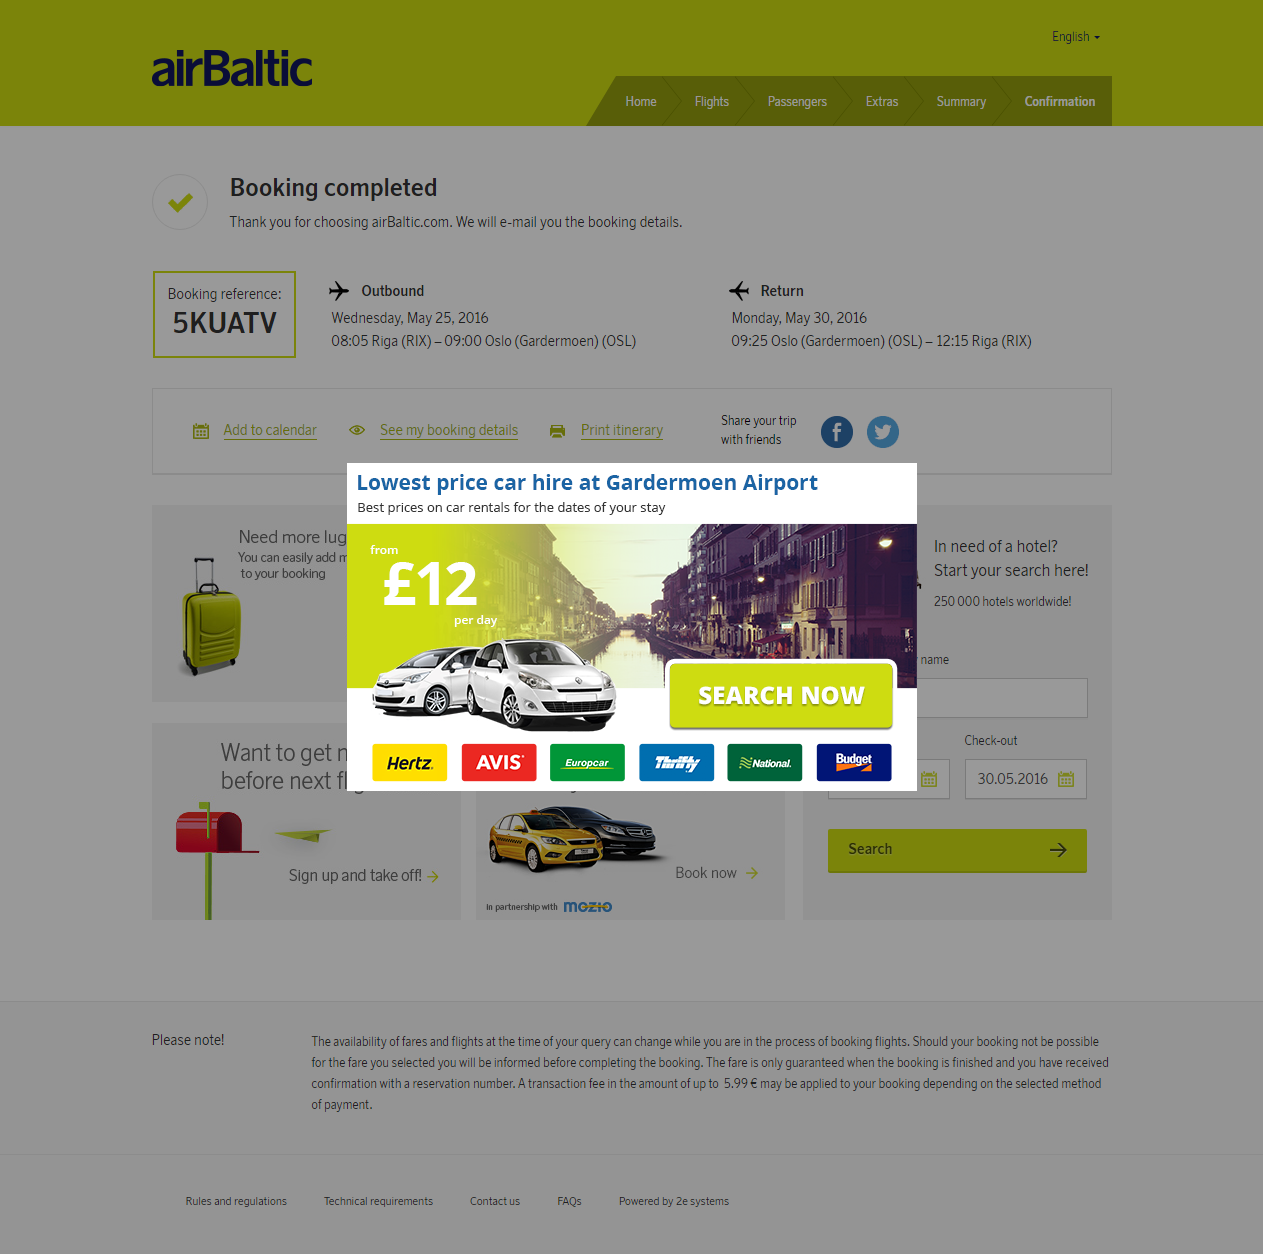 English
airBaltic
Home
Flights
Passengers
Extras
Summary
Confirmation
Booking completed
Thank you for choosing airBaltic.com. We will e-mail you the booking details.
Booking reference:
5KUATV
Outbound
Wednesday, May 25, 2016
08:05 Riga (RIX) – 09:00 Oslo (Gardermoen) (OSL)
Return
Monday, May 30, 2016
09:25 Oslo (Gardermoen) (OSL) – 12:15 Riga (RIX)
Add to calendar
See my booking details
Print itinerary
Share your trip
with friends
Lowest price car hire at Gardermoen Airport
Best prices on car rentals for the dates of your stay
from
£12
per day
SEARCH NOW
Hertz
AVIS
Europcar
Thrifty
National.
Budget
Need more
You can easily add
to your booking
In need of a hotel?
Start your search here!
250 000 hotels worldwide!
name
Check-out
30.05.2016
Search
Want to get
before next
Sign up and take off!
Book now
In partnership with mozio
Please note!
The availability of fares and flights at the time of your query can change while you are in the process of booking flights. Should your booking not be possible
for the fare you selected you will be informed before completing the booking. The fare is only guaranteed when the booking is finished and you have received
confirmation with a reservation number. A transaction fee in the amount of up to 5.99 € may be applied to your booking depending on the selected method
of payment.
Rules and regulations
Technical requirements
Contact us
FAQs
Powered by 2e systems